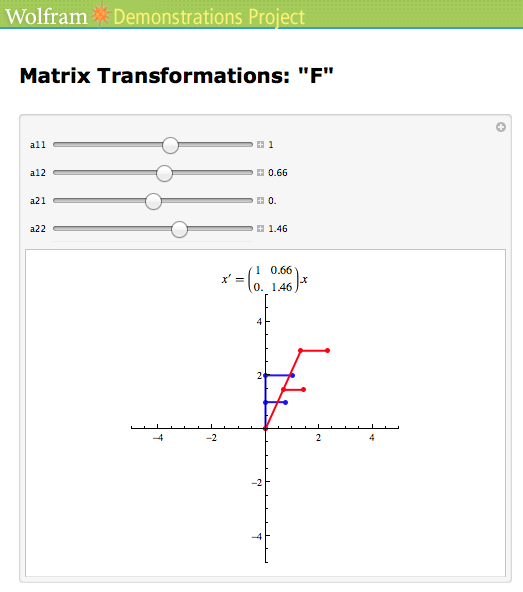 Wolfram Demonstrations Project
Matrix Transformations: "F"
a11 1
a12 0.66
a21 0.
a22 1.46
x′ = (1 0.66
0. 1.46) x
4
2
-4 -2 2 4
-2
-4